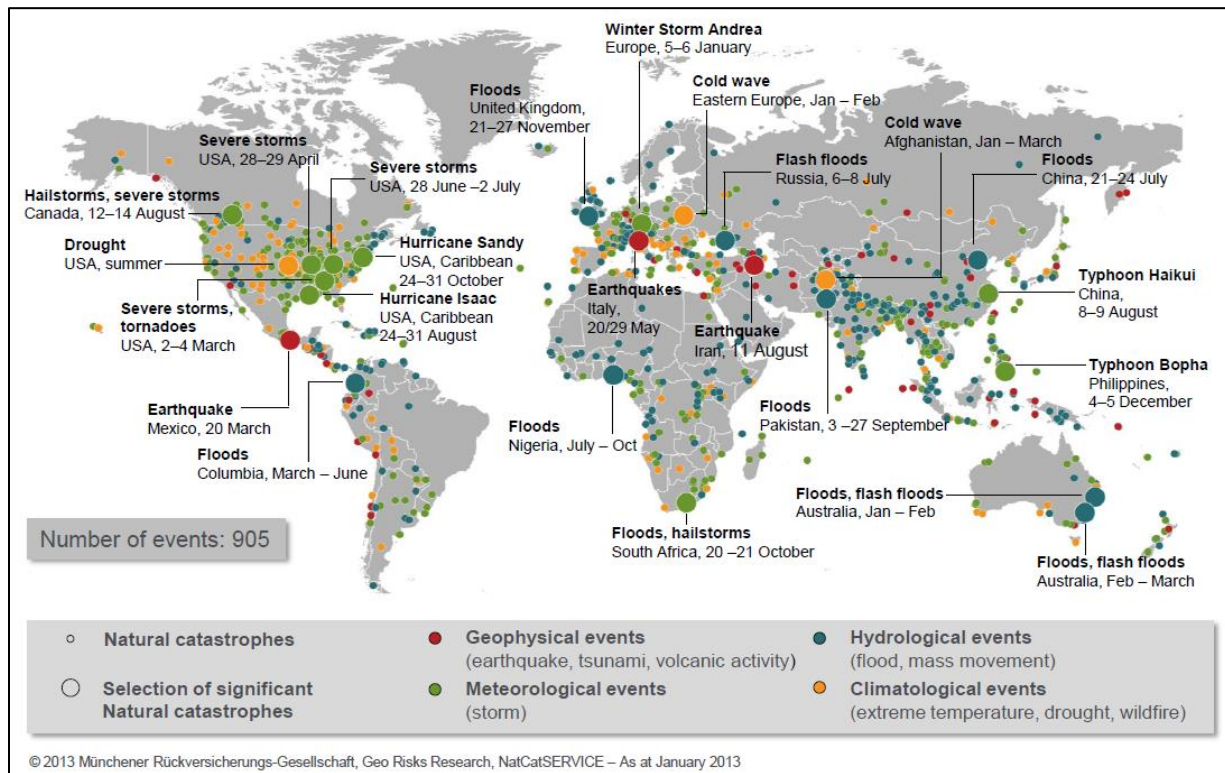 Winter Storm Andrea
Europe, 5–6 January
Floods
United Kingdom,
21–27 November
Cold wave
Eastern Europe, Jan – Feb
Cold wave
Afghanistan, Jan – March
Severe storms
USA, 28–29 April
Severe storms
USA, 28 June –2 July
Flash floods
Russia, 6–8 July
Floods
China, 21–24 July
Hailstorms, severe storms
Canada, 12–14 August
Drought
USA, summer
Hurricane Sandy
USA, Caribbean
24–31 October
Severe storms,
tornadoes
USA, 2–4 March
Hurricane Isaac
USA, Caribbean
24–31 August
Earthquakes
Italy,
20/29 May
Earthquake
Iran, 11 August
Typhoon Haikui
China,
8–9 August
Typhoon Bopha
Philippines,
4–5 December
Earthquake
Mexico, 20 March
Floods
Columbia, March – June
Floods
Nigeria, July – Oct
Floods
Pakistan, 3 –27 September
Floods, flash floods
Australia, Jan – Feb
Floods, hailstorms
South Africa, 20 –21 October
Floods, flash floods
Australia, Feb – March
Number of events: 905
Natural catastrophes
Geophysical events
(earthquake, tsunami, volcanic activity)
Hydrological events
(flood, mass movement)
Selection of significant
Natural catastrophes
Meteorological events
(storm)
Climatological events
(extreme temperature, drought, wildfire)
© 2013 Münchener Rückversicherungs-Gesellschaft, Geo Risks Research, NatCatSERVICE – As at January 2013